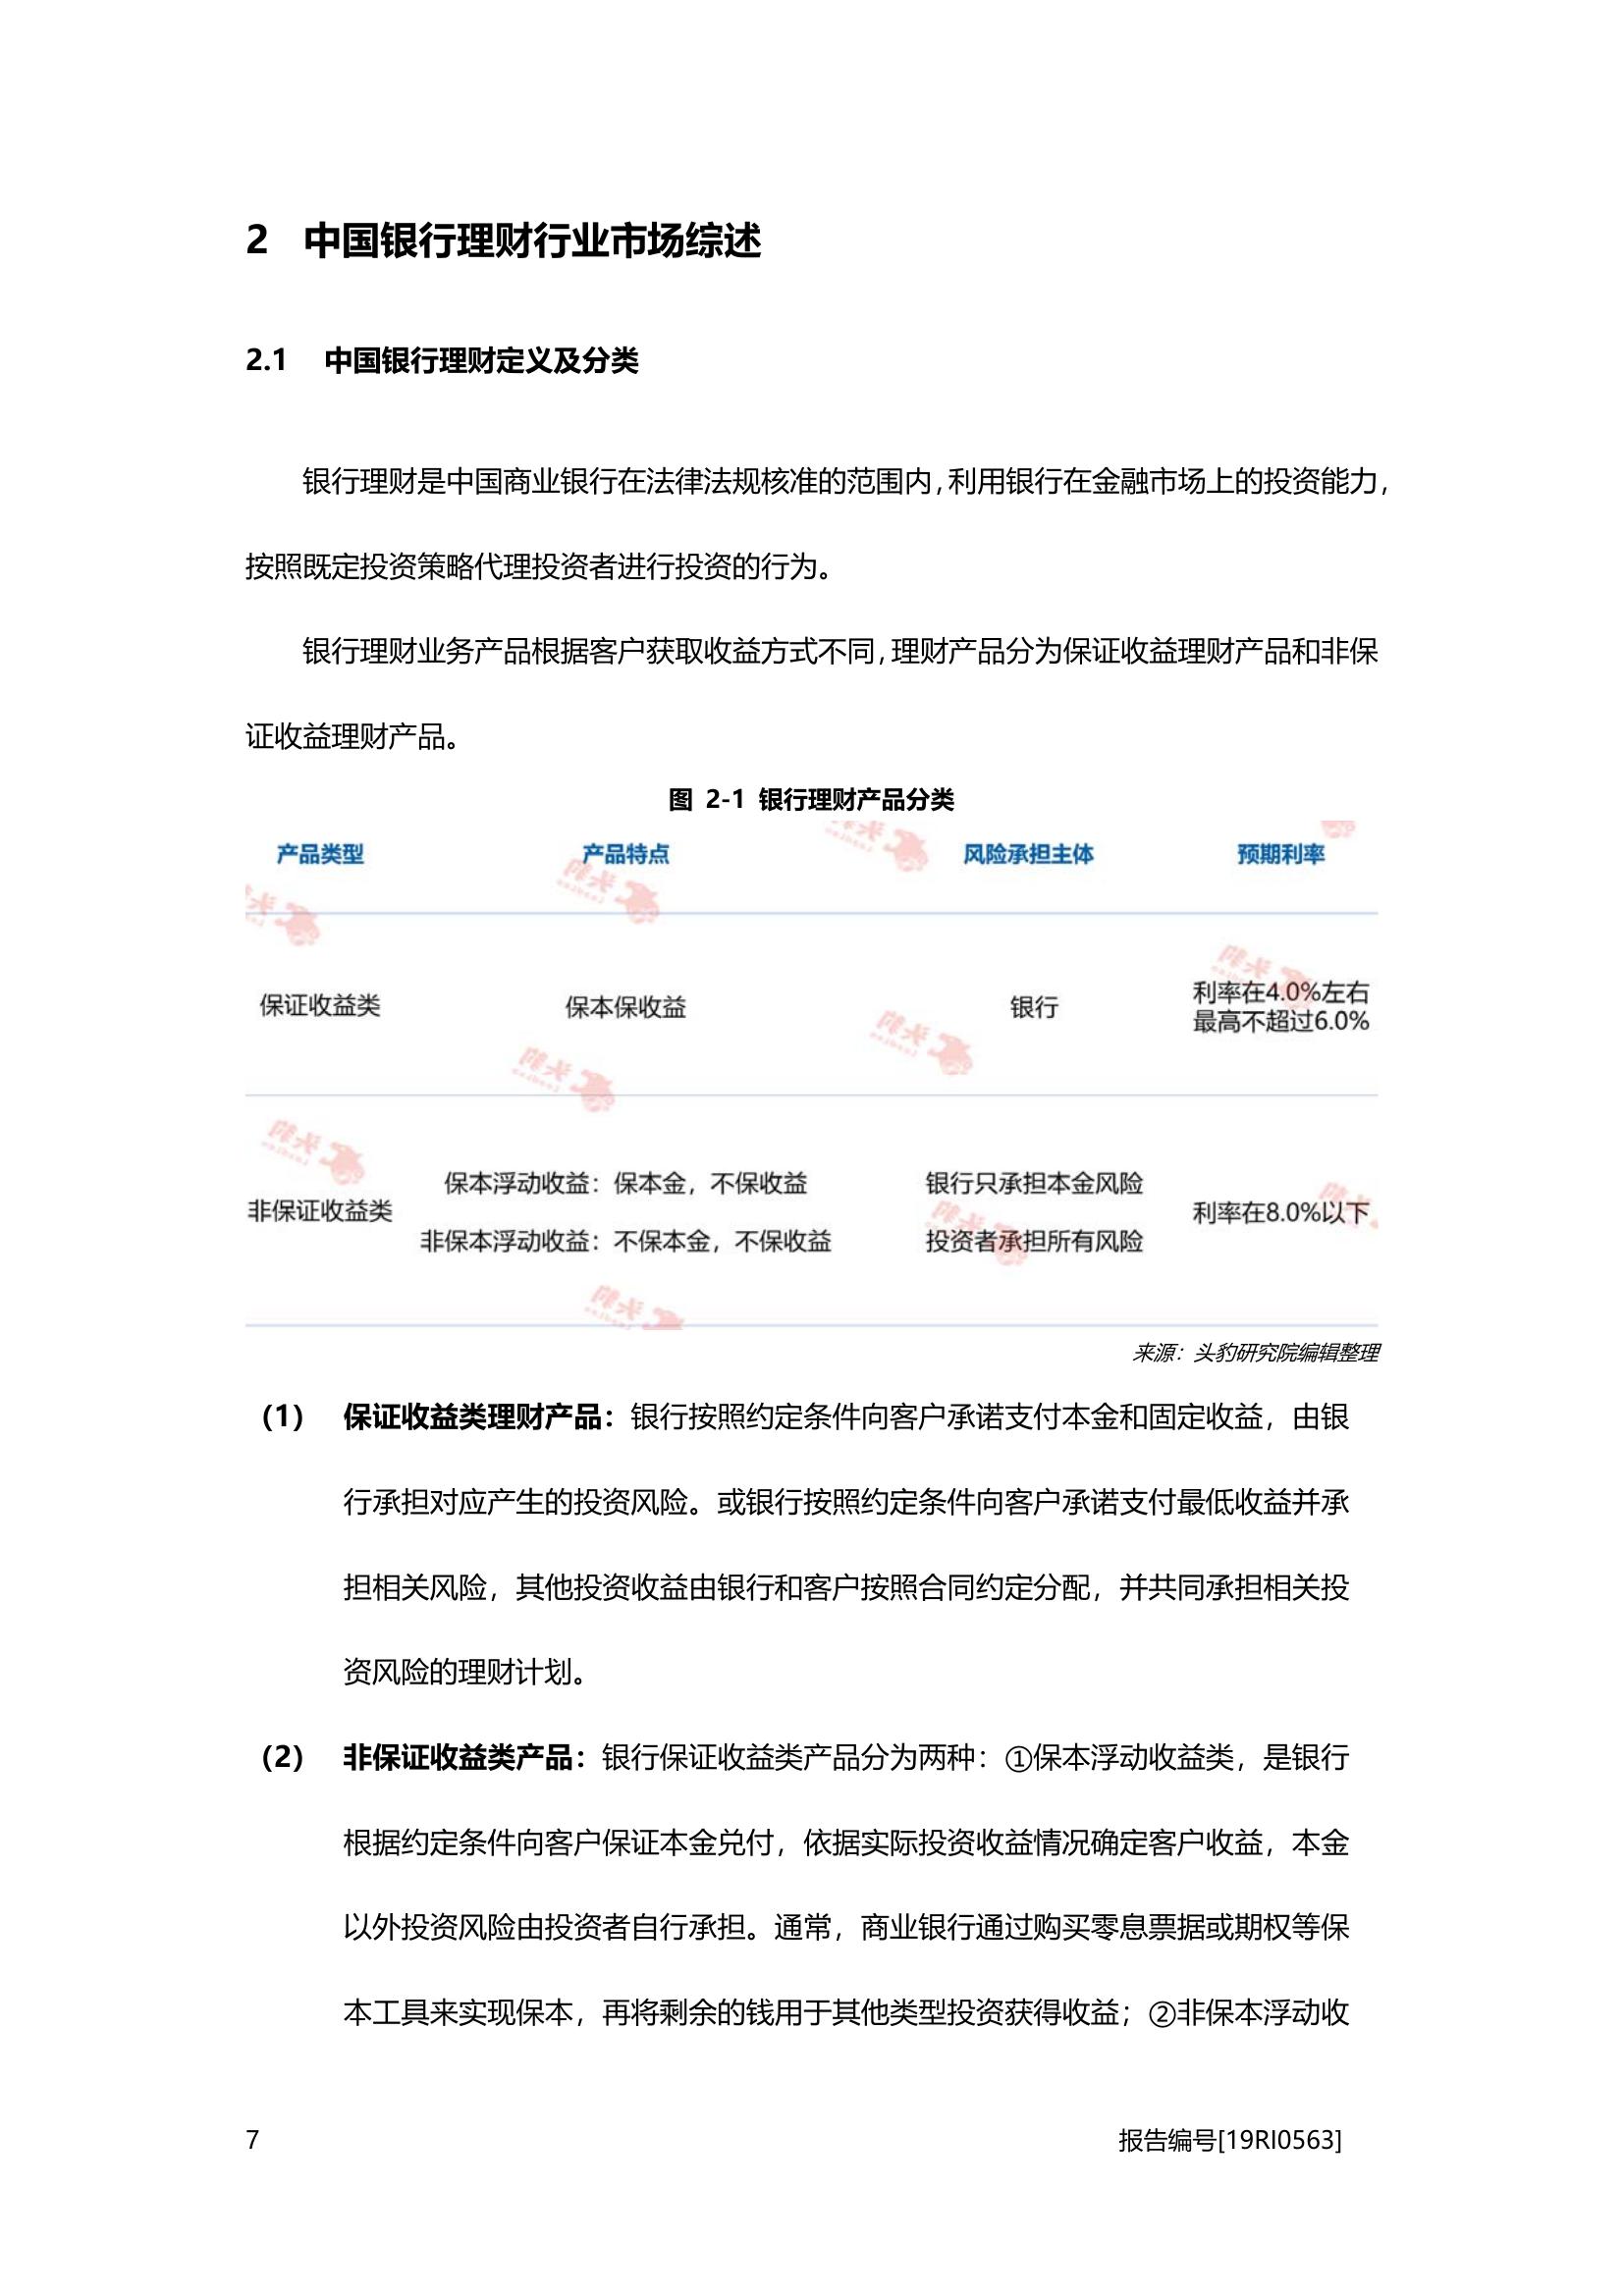 2 中国银行理财行业市场综述
2.1 中国银行理财定义及分类
银行理财是中国商业银行在法律法规核准的范围内，利用银行在金融市场上的投资能力，
按照既定投资策略代理投资者进行投资的行为。
银行理财业务产品根据客户获取收益方式不同，理财产品分为保证收益理财产品和非保
证收益理财产品。
图 2-1 银行理财产品分类
产品类型 产品特点 风险承担主体 预期利率
保证收益类 保本保收益 银行 利率在4.0%左右
最高不超过6.0%
保本浮动收益：保本金，不保收益 银行只承担本金风险
非保证收益类 利率在8.0%以下
非保本浮动收益：不保本金，不保收益 投资者承担所有风险
来源：头豹研究院编辑整理
（1） 保证收益类理财产品：银行按照约定条件向客户承诺支付本金和固定收益，由银
行承担对应产生的投资风险。或银行按照约定条件向客户承诺支付最低收益并承
担相关风险，其他投资收益由银行和客户按照合同约定分配，并共同承担相关投
资风险的理财计划。
（2） 非保证收益类产品：银行保证收益类产品分为两种：①保本浮动收益类，是银行
根据约定条件向客户保证本金兑付，依据实际投资收益情况确定客户收益，本金
以外投资风险由投资者自行承担。通常，商业银行通过购买零息票据或期权等保
本工具来实现保本，再将剩余的钱用于其他类型投资获得收益；②非保本浮动收
7 报告编号[19RI0563]